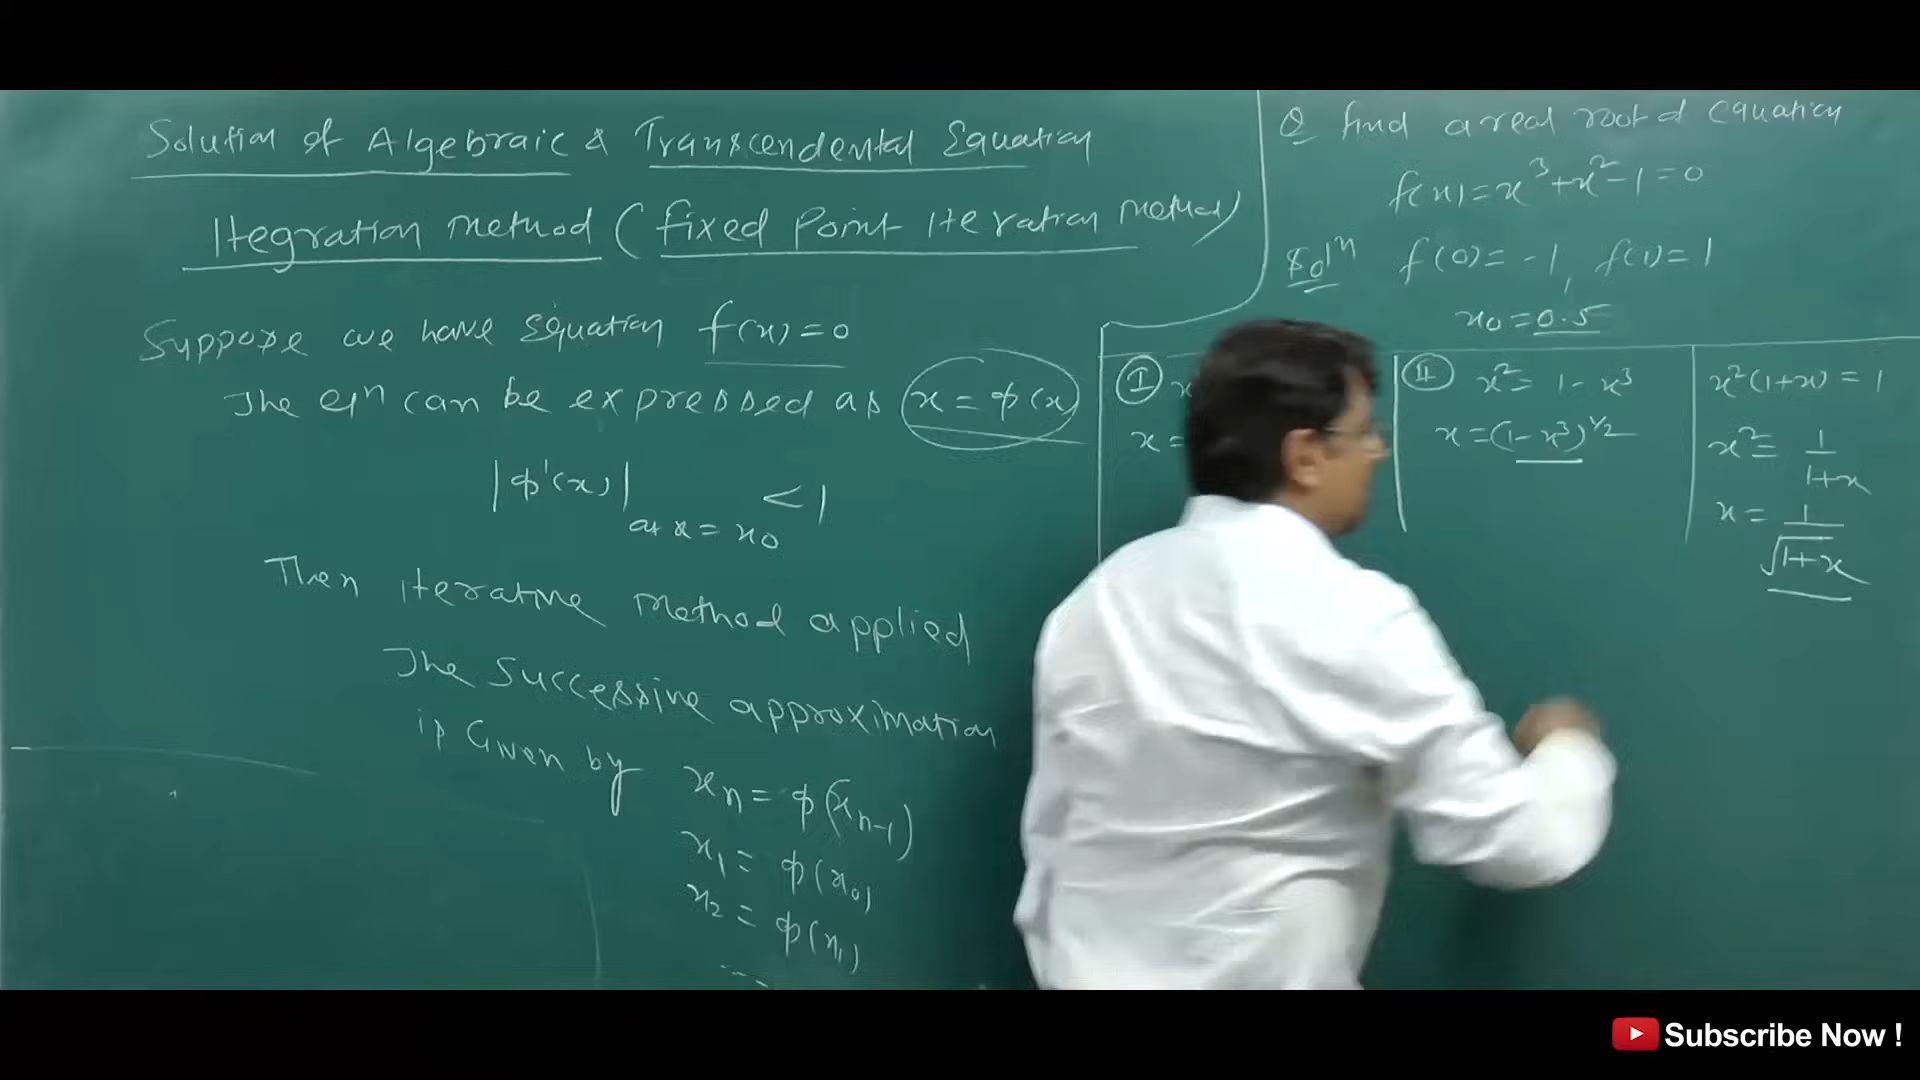 Solution of Algebraic & Transcendental Equation
Itegration Method (Fixed Point Iteration Method)
Suppose we have Equation f(x)=0
The eqn can be expressed as x = φ(x)
|φ'(x)| at x = x0 < 1
Then iterative method applied
The Successive approximation
is Given by xn = φ(xn-1)
x1 = φ(x0)
x2 = φ(x1)
Q find a real root of equation
f(x) = x³+x²-1=0
Soln f(0) = -1, f(1) = 1
x0 = 0.5
I x
x =
II x² = 1-x³
x = (1-x³)^1/2
x²(1+x) = 1
x² = 1/1+x
x = 1/√1+x
Subscribe Now !